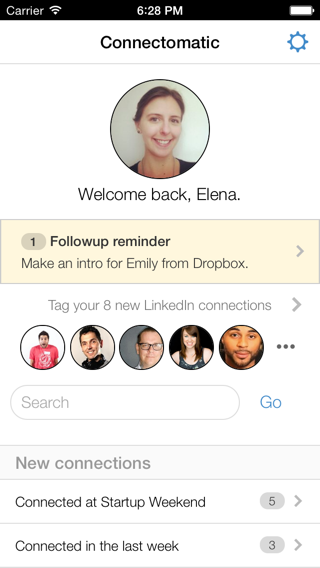 Carrier 6:28 PM
Connectomatic
Welcome back, Elena.
1 Followup reminder
Make an intro for Emily from Dropbox.
Tag your 8 new LinkedIn connections
Search Go
New connections
Connected at Startup Weekend 5
Connected in the last week 3